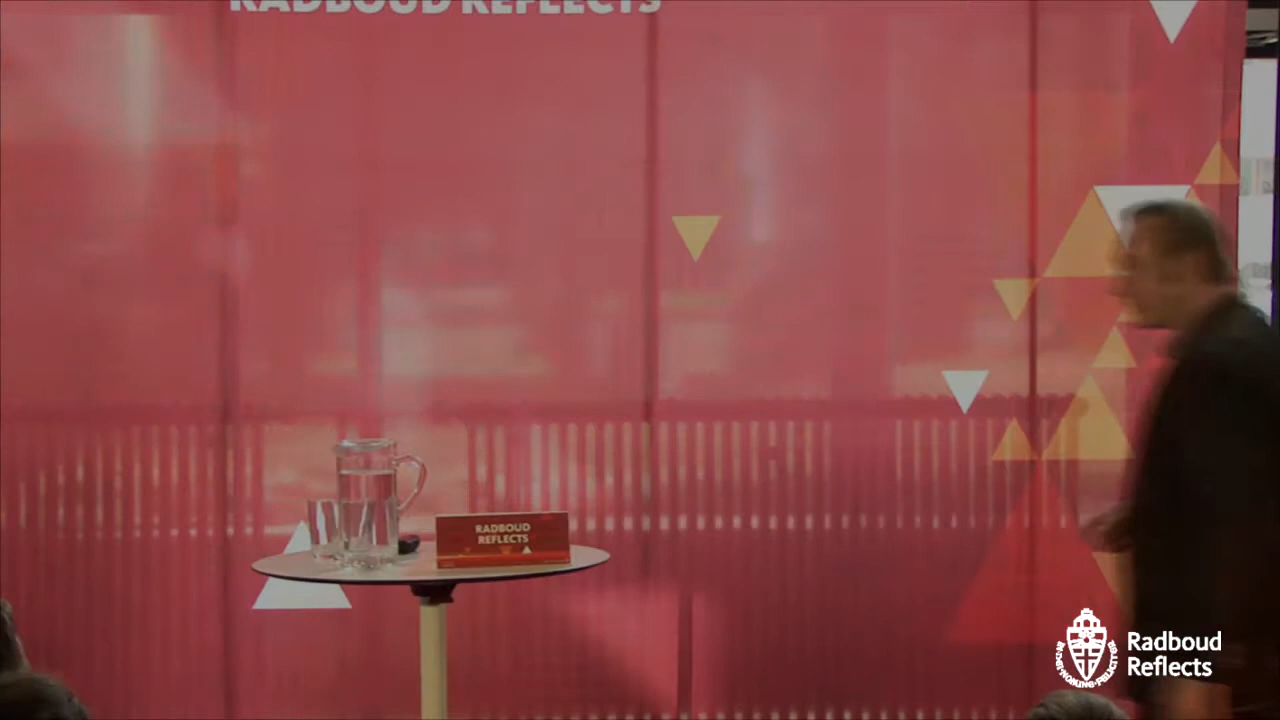 RADBOUD REFLECTS
RADBOUD
REFLECTS
Radboud
Reflects